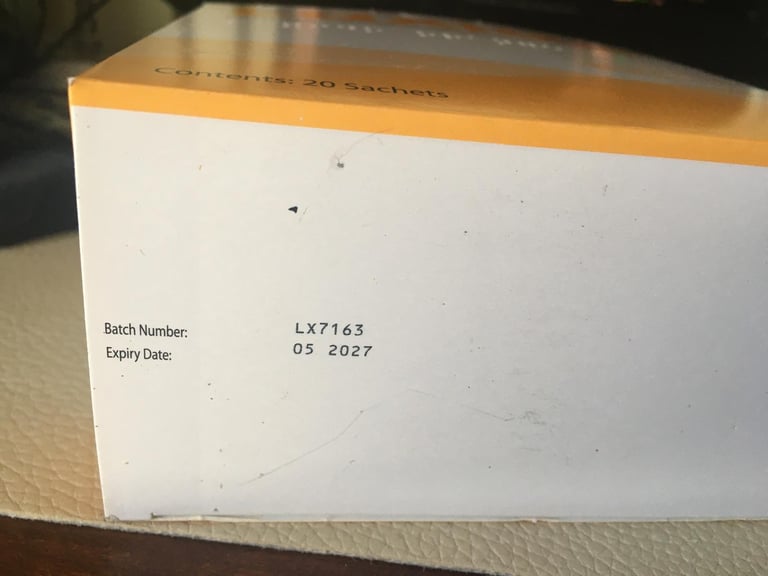 Contents: 20 Sachets
Batch Number: LX7163
Expiry Date: 05 2027